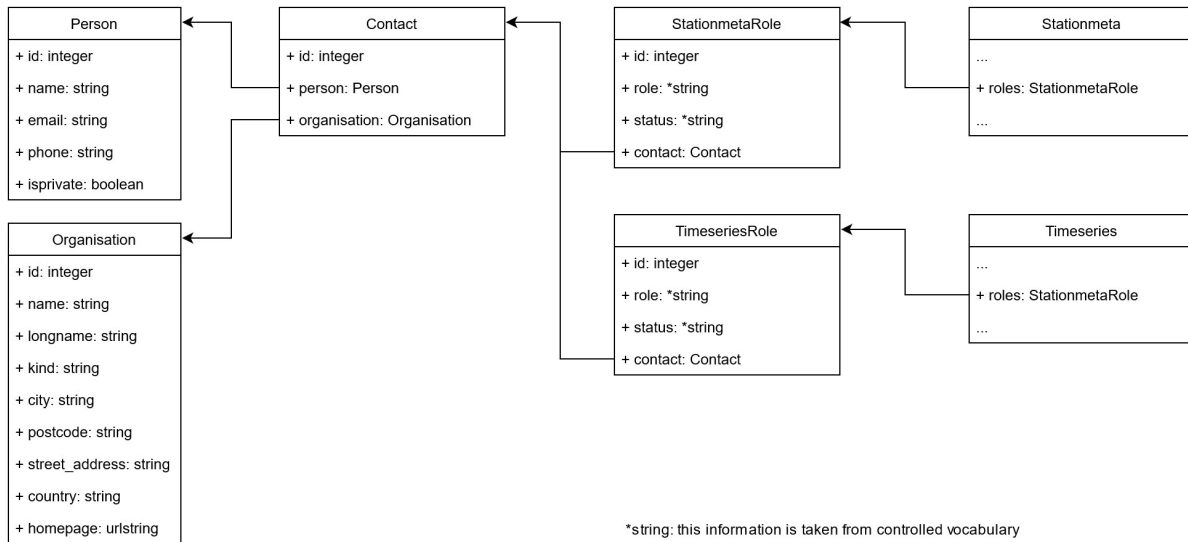 Person
+ id: integer
+ name: string
+ email: string
+ phone: string
+ isprivate: boolean
Organisation
+ id: integer
+ name: string
+ longname: string
+ kind: string
+ city: string
+ postcode: string
+ street_address: string
+ country: string
+ homepage: urlstring
Contact
+ id: integer
+ person: Person
+ organisation: Organisation
StationmetaRole
+ id: integer
+ role: *string
+ status: *string
+ contact: Contact
TimeseriesRole
+ id: integer
+ role: *string
+ status: *string
+ contact: Contact
Stationmeta
...
+ roles: StationmetaRole
...
Timeseries
...
+ roles: StationmetaRole
...
*string: this information is taken from controlled vocabulary